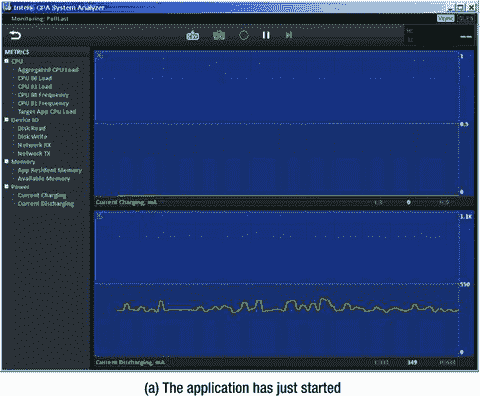 Intel® GPA System Analyzer
Monitoring: PollLast
View
METRICS
CPU
Aggregated CPU Load
CPU 00 Load
CPU 01 Load
CPU 00 Frequency
CPU 01 Frequency
Target App CPU Load
Device IO
Disk Read
Disk Write
Network RX
Network TX
Memory
App Resident Memory
Available Memory
Power
Current Charging
Current Discharging
1
0.5
0
Current Charging, mA
0
1.1K
550
0
Current Discharging, mA
349
(a) The application has just started